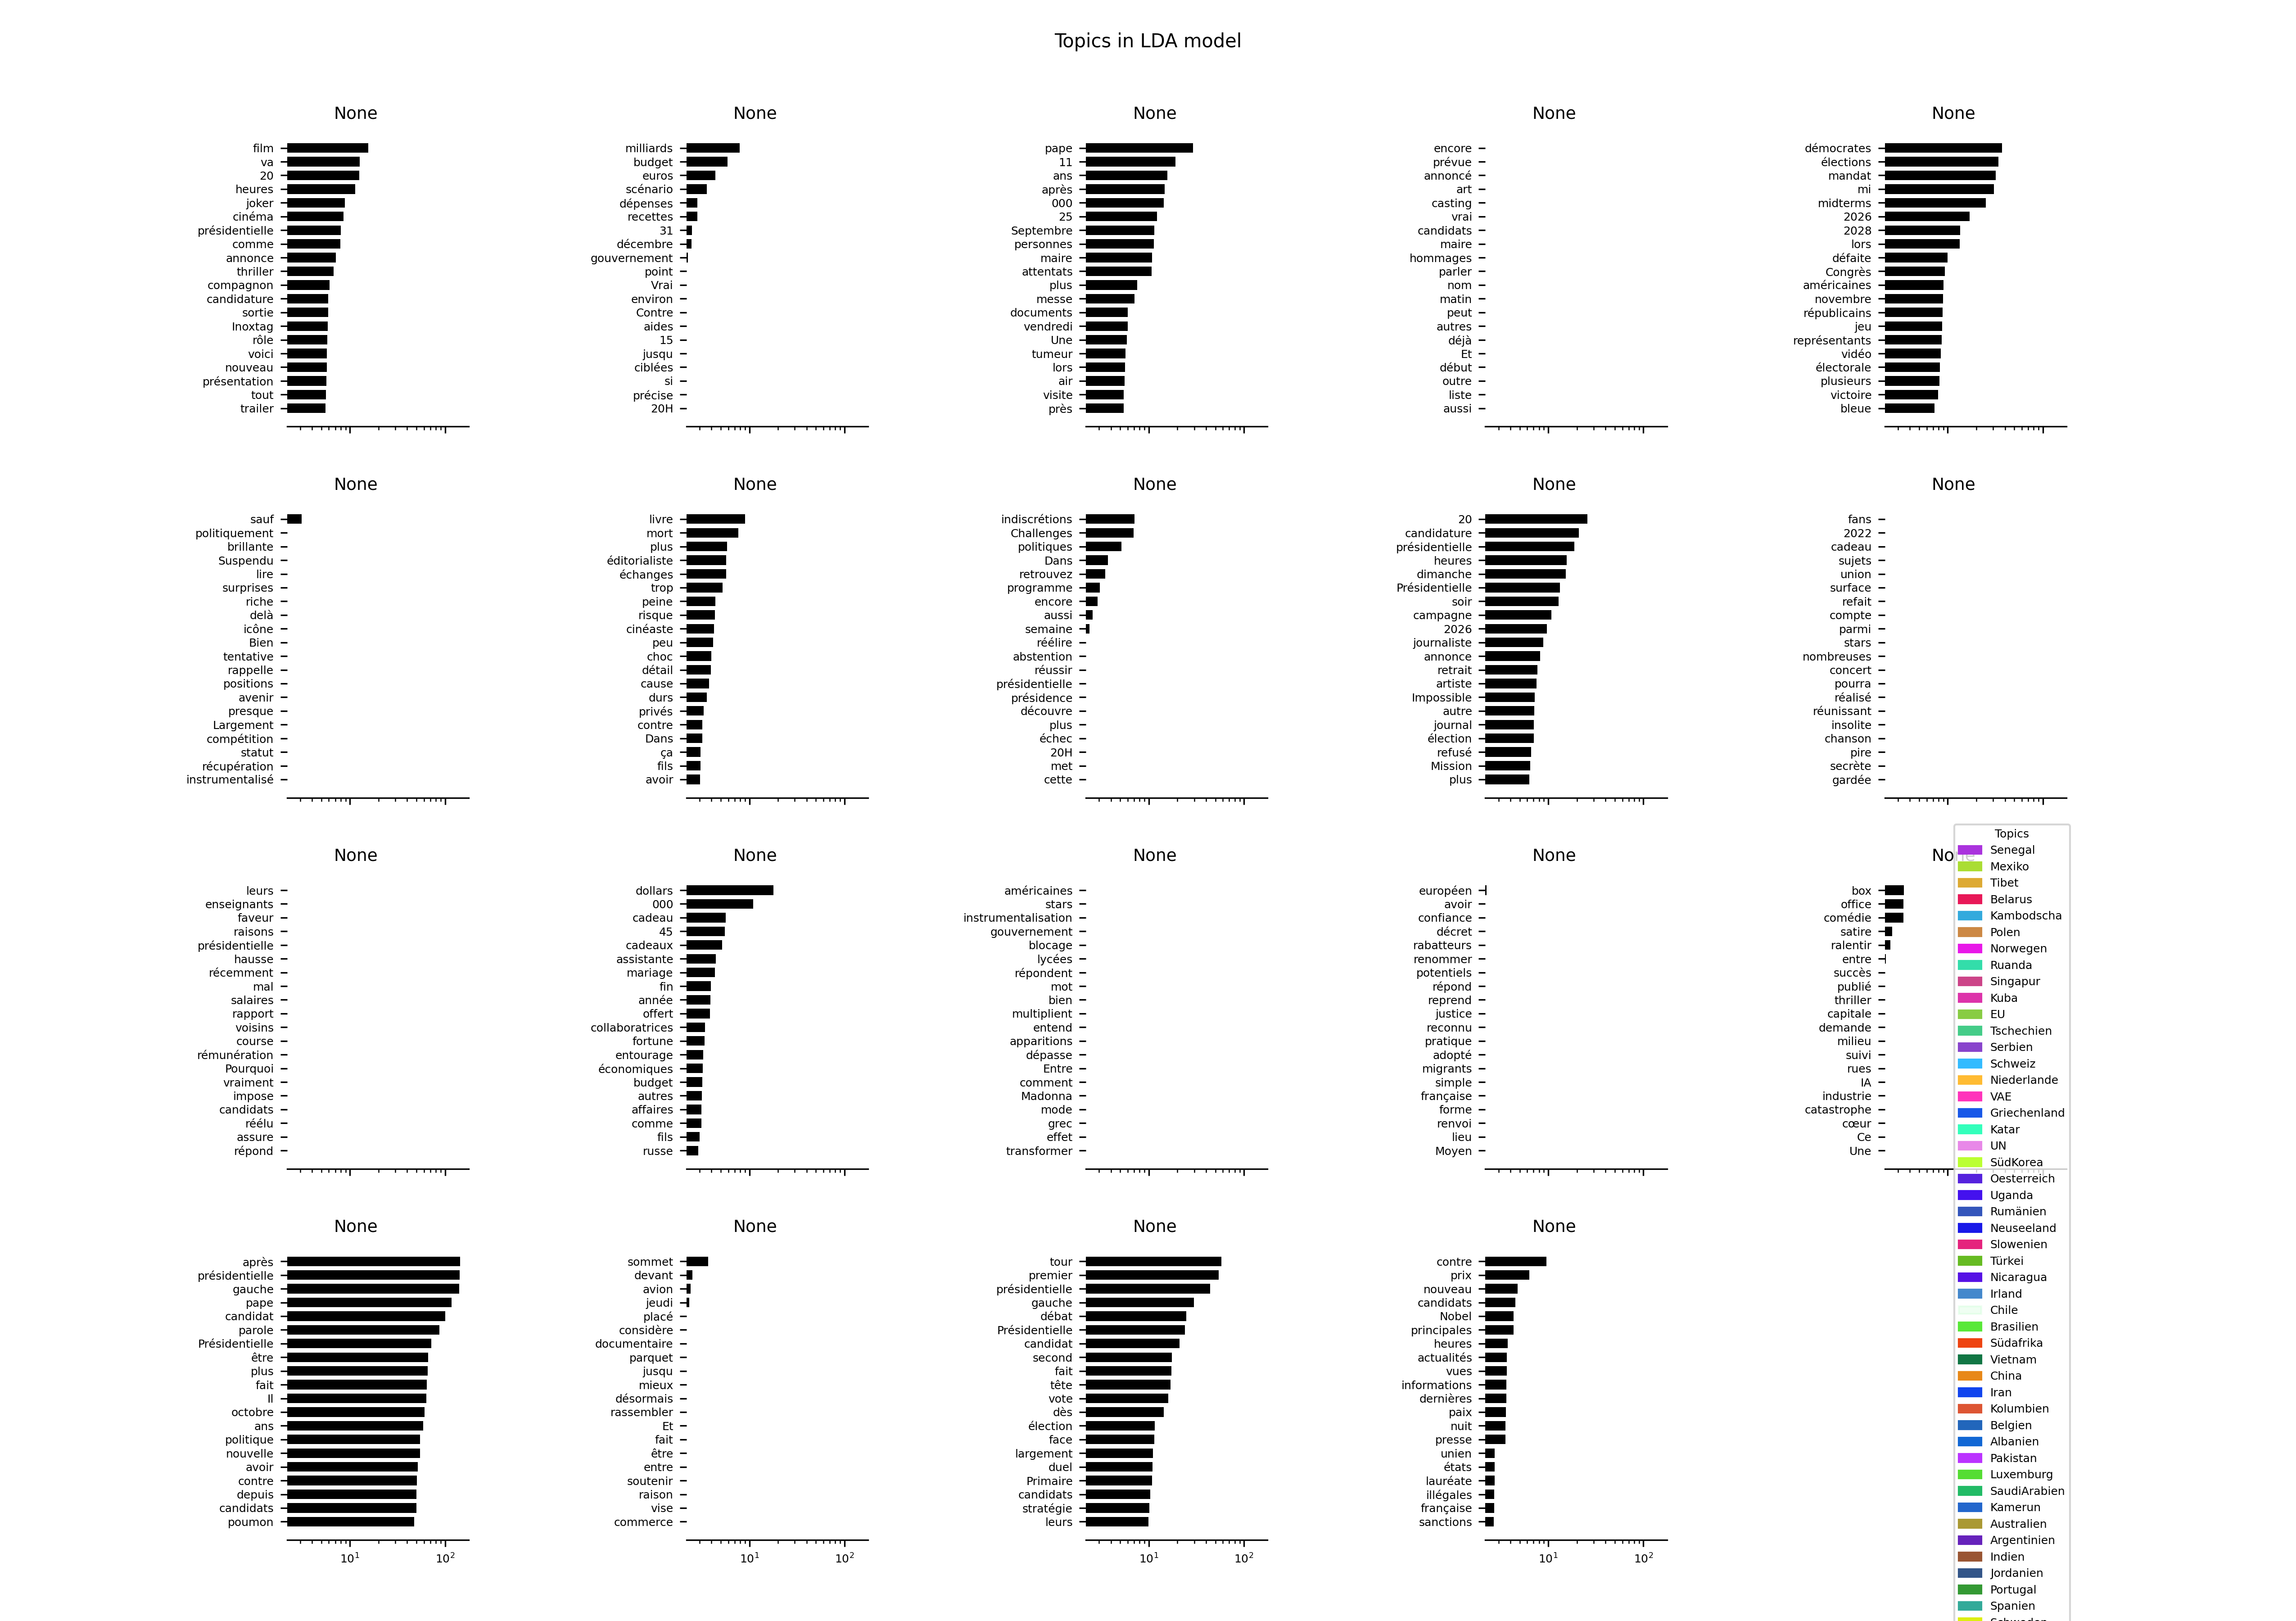 Topics in LDA model
None
film
va
20
heures
joker
cinéma
présidentielle
comme
annonce
thriller
compagnon
candidature
sortie
Inoxtag
rôle
voici
nouveau
présentation
tout
trailer
None
milliards
budget
euros
scénario
dépenses
recettes
31
décembre
gouvernement
point
Vrai
environ
Contre
aides
15
jusqu
ciblées
si
précise
20H
None
pape
11
ans
après
000
25
Septembre
personnes
maire
attentats
plus
messe
documents
vendredi
Une
tumeur
lors
air
visite
près
None
encore
prévue
annoncé
art
casting
vrai
candidats
maire
hommages
parler
nom
matin
peut
autres
déjà
Et
début
outre
liste
aussi
None
démocrates
élections
mandat
mi
midterms
2026
2028
lors
défaite
Congrès
américaines
novembre
républicains
jeu
représentants
vidéo
électorale
plusieurs
victoire
bleue
None
sauf
politiquement
brillante
Suspendu
lire
surprises
riche
delà
icône
Bien
tentative
rappelle
positions
avenir
presque
Largement
compétition
statut
récupération
instrumentalisé
None
livre
mort
plus
éditorialiste
échanges
trop
peine
risque
cinéaste
peu
choc
détail
cause
durs
privés
contre
Dans
ça
fils
avoir
None
indiscrétions
Challenges
politiques
Dans
retrouvez
programme
encore
aussi
semaine
réélire
abstention
réussir
présidentielle
présidence
découvre
plus
échec
20H
met
cette
None
20
candidature
présidentielle
heures
dimanche
Présidentielle
soir
campagne
2026
journaliste
annonce
retrait
artiste
Impossible
autre
journal
élection
refusé
Mission
plus
None
fans
2022
cadeau
sujets
union
surface
refait
compte
parmi
stars
nombreuses
concert
pourra
réalisé
réunissant
insolite
chanson
pire
secrète
gardée
None
leurs
enseignants
faveur
raisons
présidentielle
hausse
récemment
mal
salaires
rapport
voisins
course
rémunération
Pourquoi
vraiment
impose
candidats
réélu
assure
répond
None
dollars
000
cadeau
45
cadeaux
assistante
mariage
fin
année
offert
collaboratrices
fortune
entourage
économiques
budget
autres
affaires
comme
fils
russe
None
américaines
stars
instrumentalisation
gouvernement
blocage
lycées
répondent
mot
bien
multiplient
entend
apparitions
dépasse
Entre
comment
Madonna
mode
grec
effet
transformer
None
européen
avoir
confiance
décret
rabatteurs
renommer
potentiels
répond
reprend
justice
reconnu
pratique
adopté
migrants
simple
française
forme
renvoi
lieu
Moyen
None
box
office
comédie
satire
ralentir
entre
succès
publié
thriller
capitale
demande
milieu
suivi
rues
IA
industrie
catastrophe
cœur
Ce
Une
None
après
présidentielle
gauche
pape
candidat
parole
Présidentielle
être
plus
fait
Il
octobre
ans
politique
nouvelle
avoir
contre
depuis
candidats
poumon
10¹
10²
None
sommet
devant
avion
jeudi
placé
considère
documentaire
parquet
jusqu
mieux
désormais
rassembler
Et
fait
être
entre
soutenir
raison
vise
commerce
10¹
10²
None
tour
premier
présidentielle
gauche
débat
Présidentielle
candidat
second
fait
tête
vote
dès
élection
face
largement
duel
Primaire
candidats
stratégie
leurs
10¹
10²
None
contre
prix
nouveau
candidats
Nobel
principales
heures
actualités
vues
informations
dernières
paix
nuit
presse
unien
états
lauréate
illégales
française
sanctions
10¹
10²
Topics
Senegal
Mexiko
Tibet
Belarus
Kambodscha
Polen
Norwegen
Ruanda
Singapur
Kuba
EU
Tschechien
Serbien
Schweiz
Niederlande
VAE
Griechenland
Katar
UN
SüdKorea
Oesterreich
Uganda
Rumänien
Neuseeland
Slowenien
Türkei
Nicaragua
Irland
Chile
Brasilien
Südafrika
Vietnam
China
Iran
Kolumbien
Belgien
Albanien
Pakistan
Luxemburg
SaudiArabien
Kamerun
Australien
Argentinien
Indien
Jordanien
Portugal
Spanien